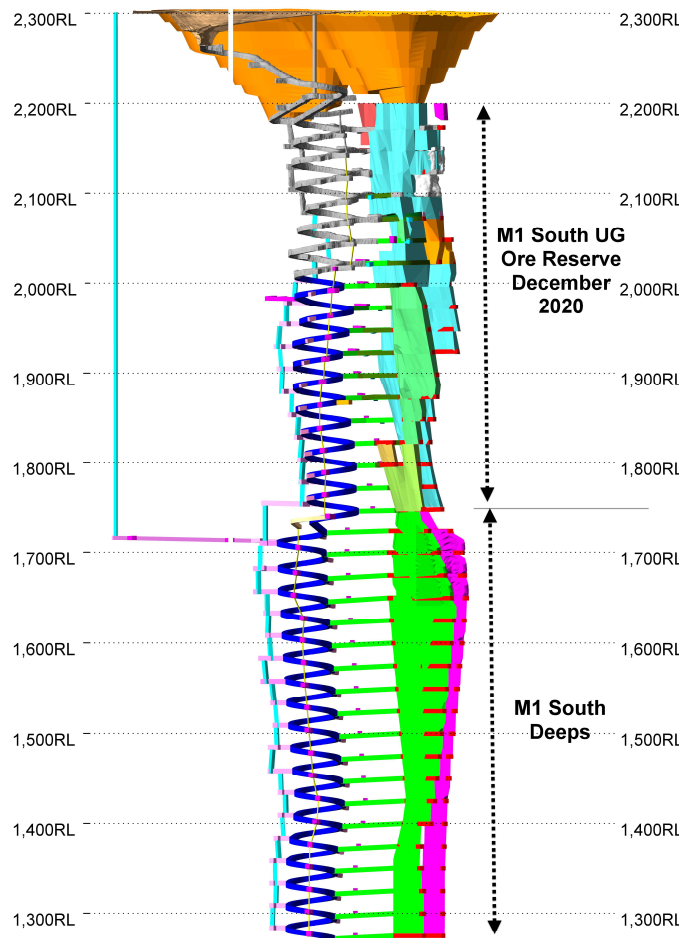 2,300RL 2,300RL
2,200RL 2,200RL
2,100RL 2,100RL
M1 South UG
Ore Reserve
December
2020
2,000RL 2,000RL
1,900RL 1,900RL
1,800RL 1,800RL
1,700RL 1,700RL
1,600RL 1,600RL
M1 South
Deeps
1,500RL 1,500RL
1,400RL 1,400RL
1,300RL 1,300RL